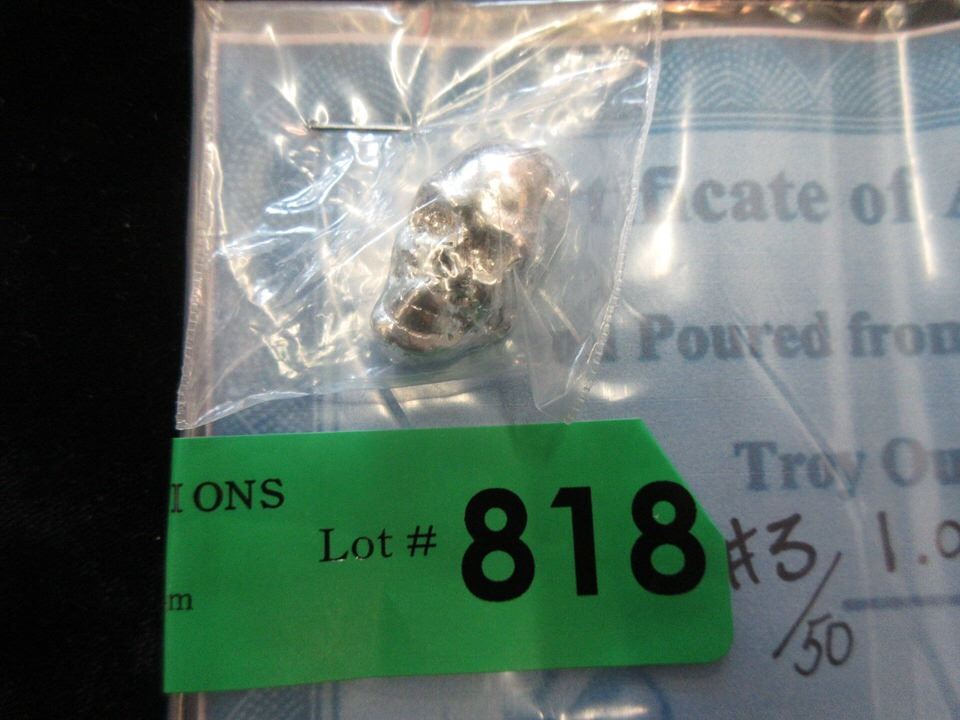 ficate of
Poured from
Troy Ou
IONS
Lot # 818
m
#3/50 1.0